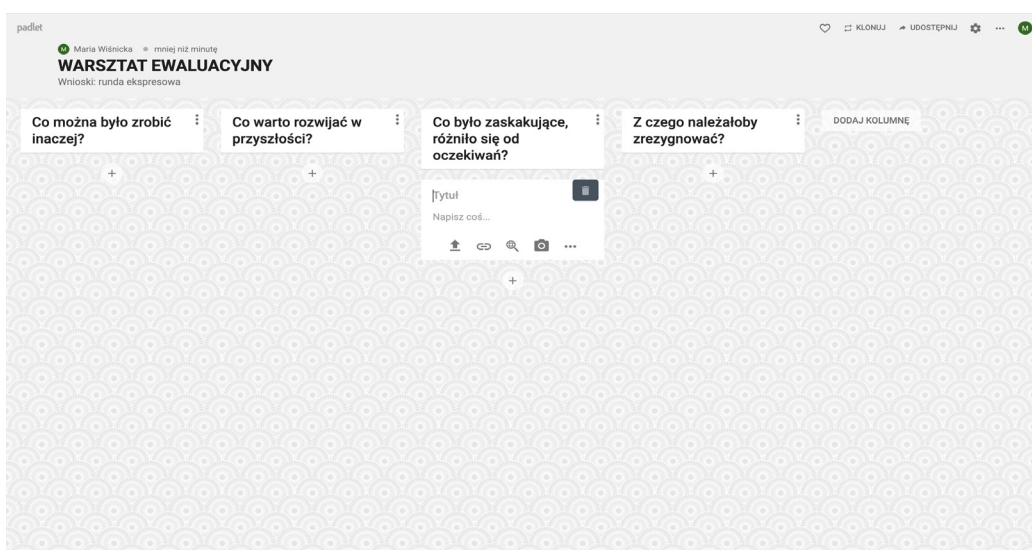 padlet
KLONUJ
UDOSTĘPNIJ
M
M Maria Wiśnicka mniej niż minutę
WARSZTAT EWALUACYJNY
Wnioski: runda ekspresowa
Co można było zrobić
inaczej?
Co warto rozwijać w
przyszłości?
Co było zaskakujące,
różniło się od
oczekiwań?
Tytuł
Napisz coś...
Z czego należałoby
zrezygnować?
DODAJ KOLUMNĘ